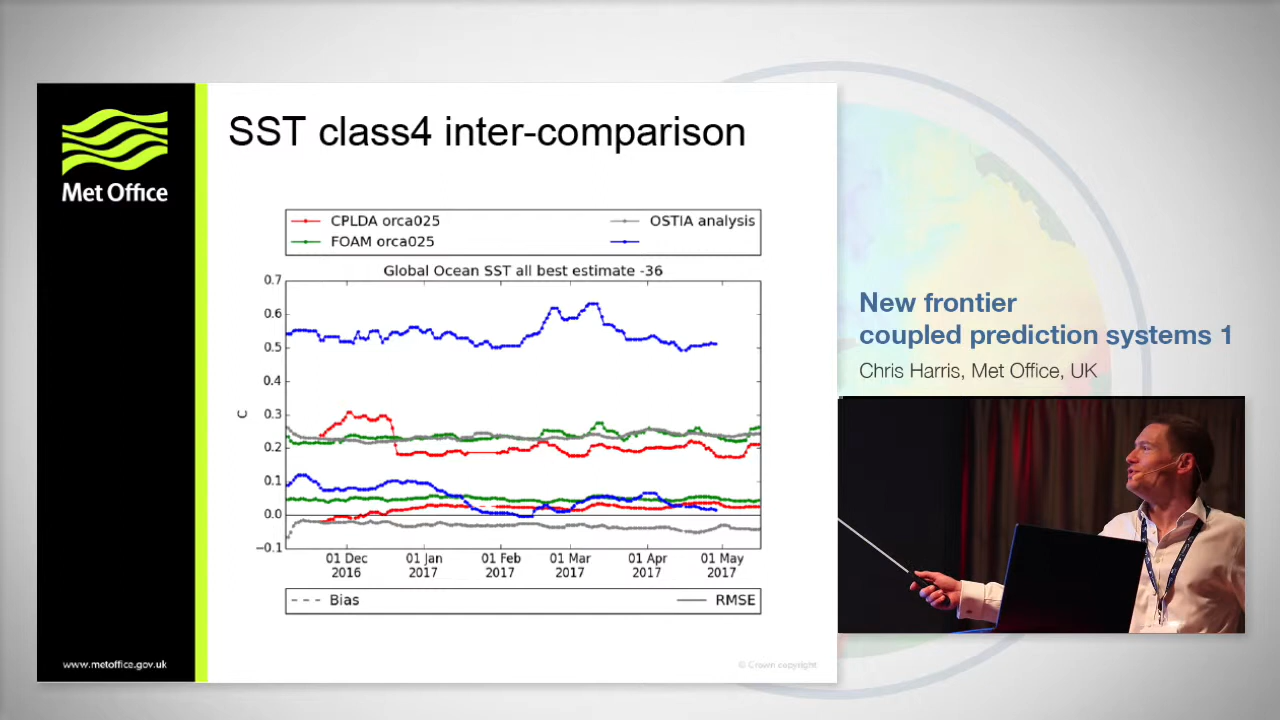 SST class4 inter-comparison
Met Office
CPLDA orca025
OSTIA analysis
FOAM orca025
Global Ocean SST all best estimate -36
C
0.7
0.6
0.5
0.4
0.3
0.2
0.1
0.0
−0.1
01 Dec 2016
01 Jan 2017
01 Feb 2017
01 Mar 2017
01 Apr 2017
01 May 2017
Bias
RMSE
www.metoffice.gov.uk
© Crown copyright
New frontier
coupled prediction systems 1
Chris Harris, Met Office, UK